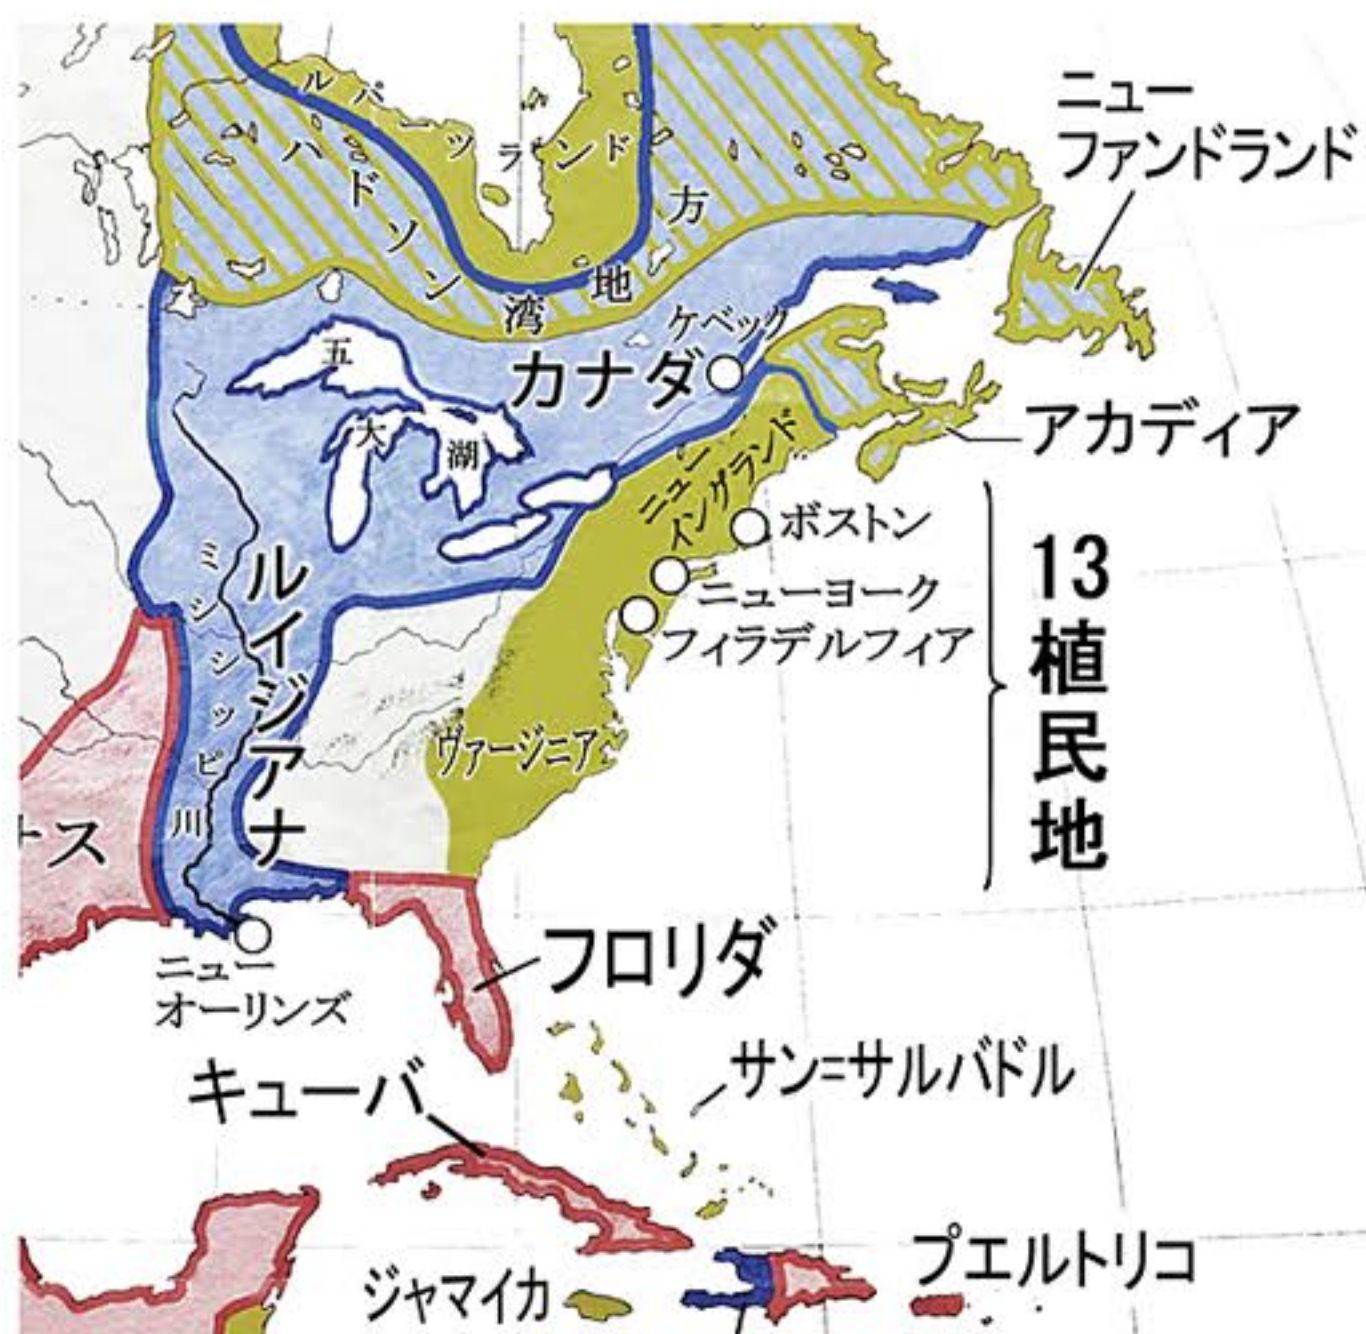 ニュー
ファンドランド
ルパーツランド
ハドソン湾地方
ケベック
五大湖
カナダ
アカディア
ニュー
イングランド
ボストン
ニューヨーク
フィラデルフィア
13植民地
ミシシッピ川
ルイジアナ
ヴァージニア
ナス
フロリダ
ニュー
オーリンズ
サン=サルバドル
キューバ
プエルトリコ
ジャマイカ